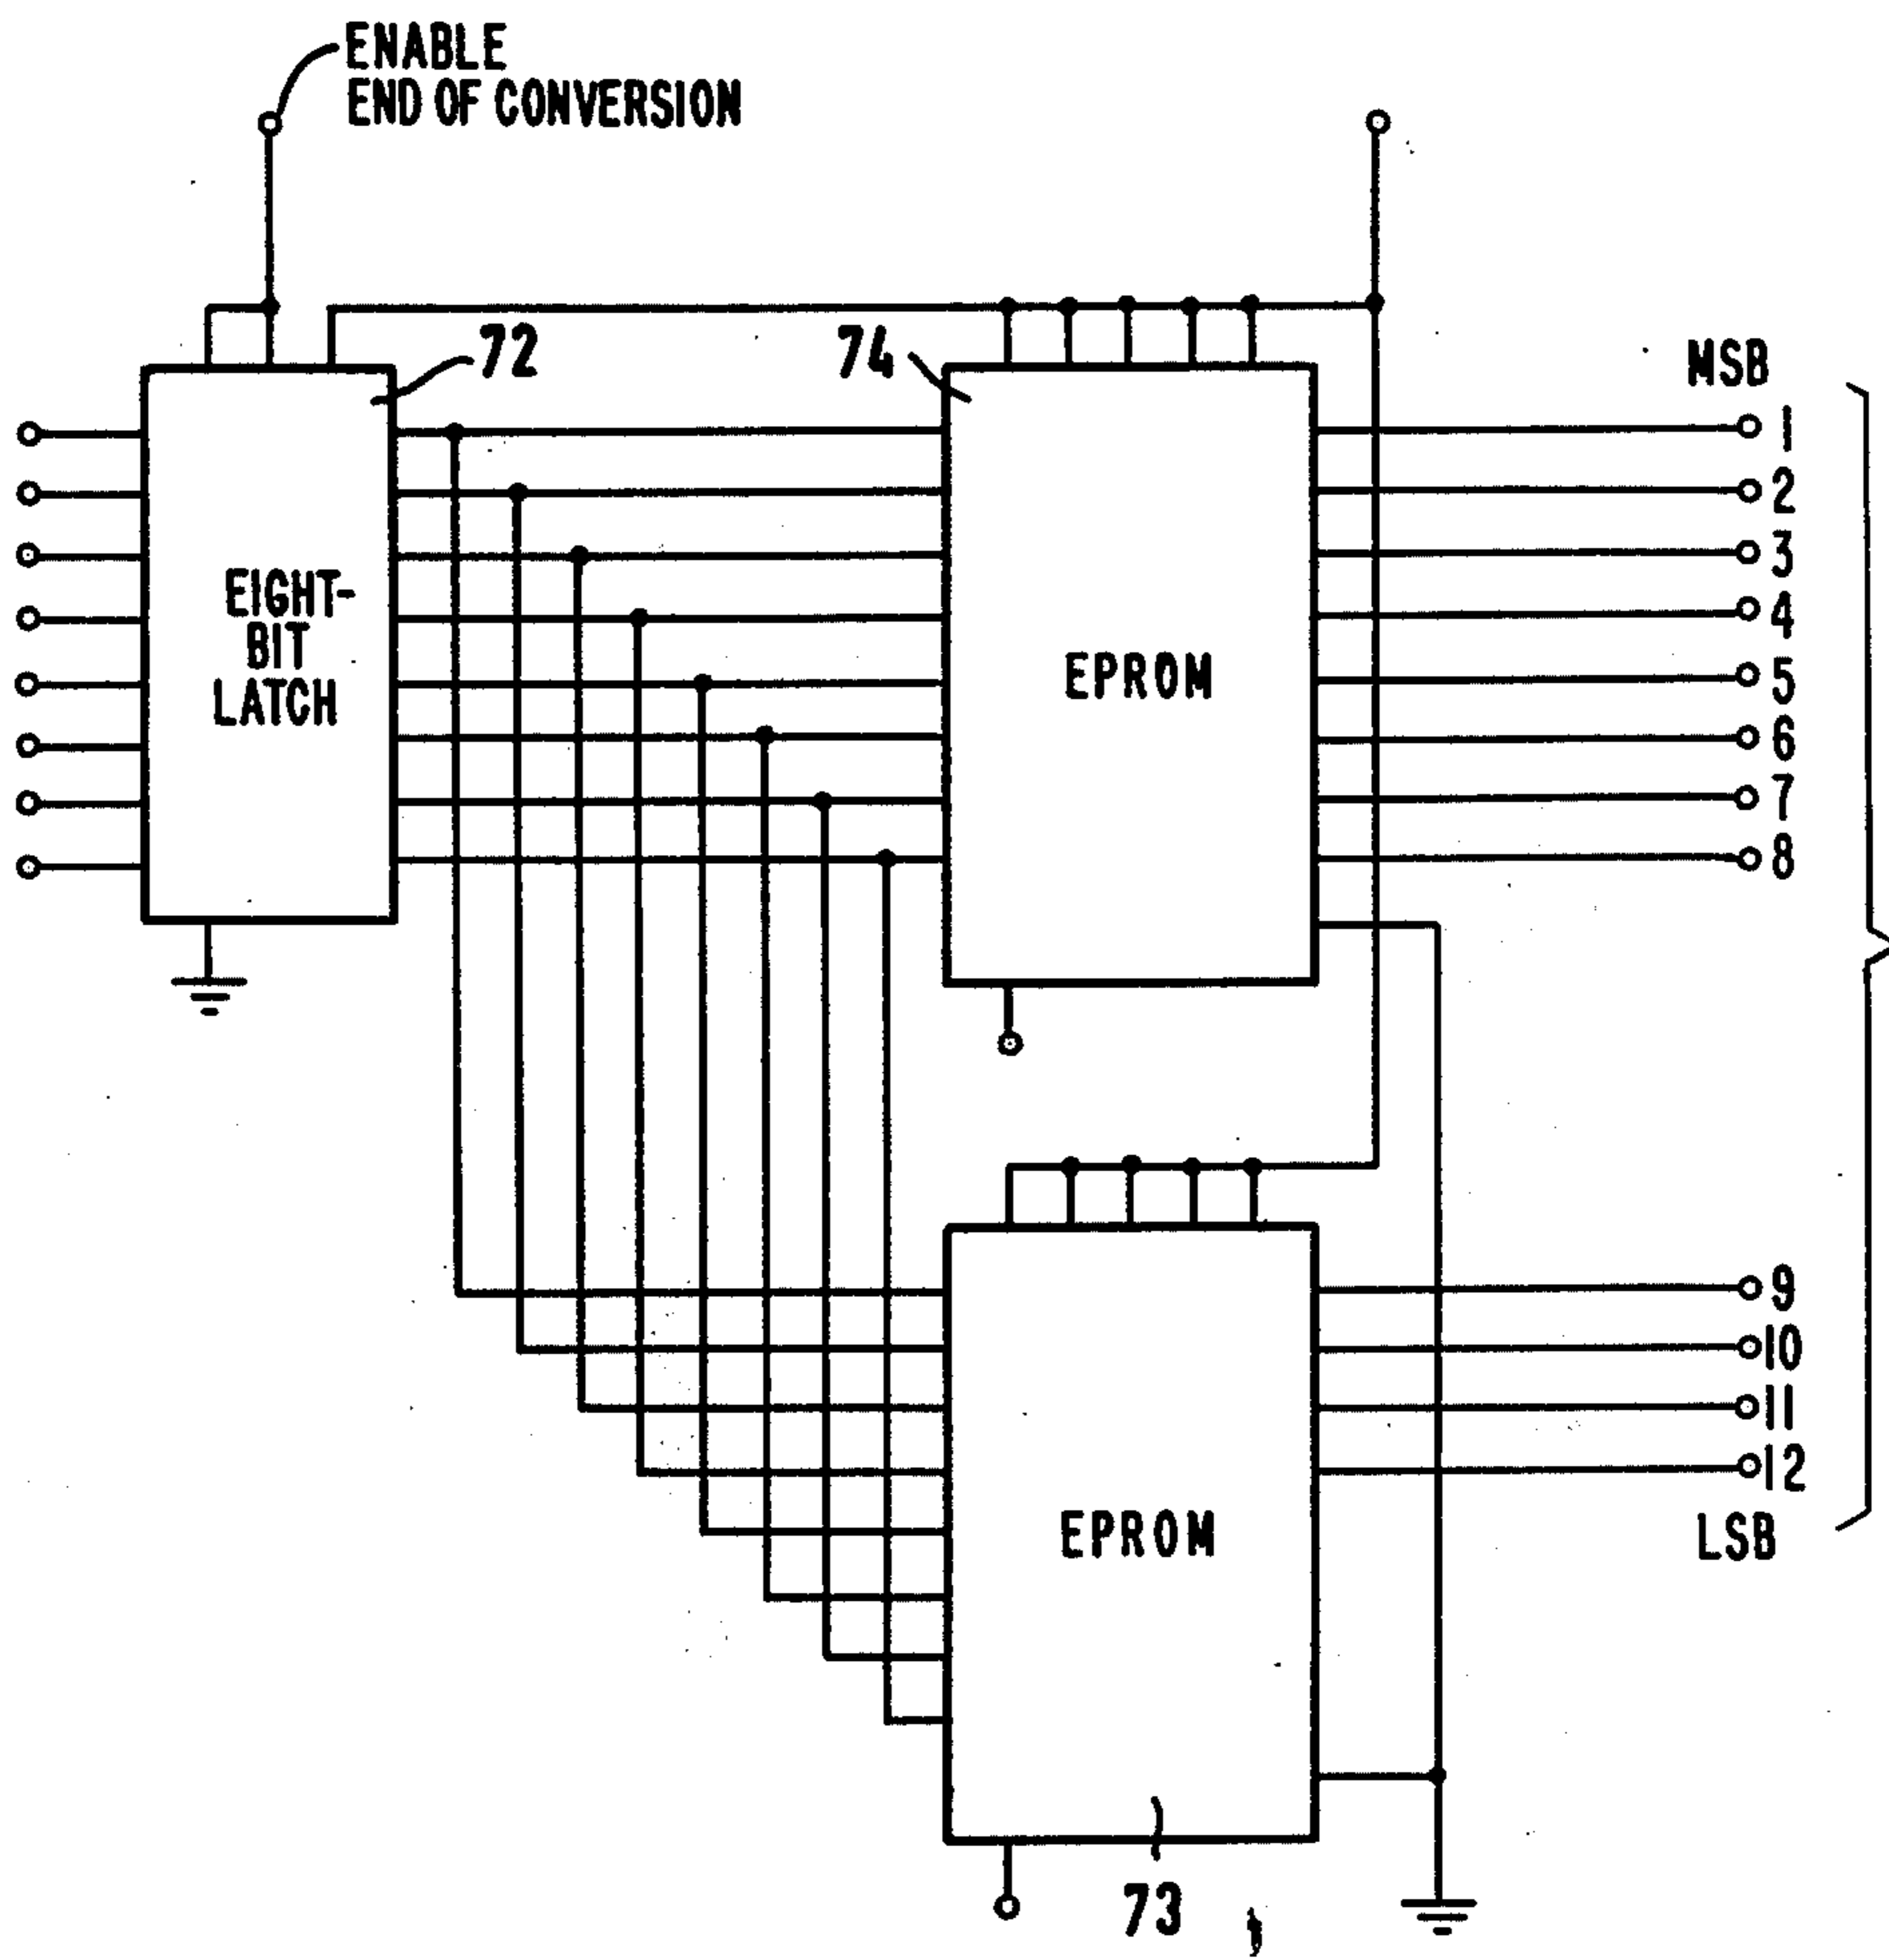 ENABLE
END OF CONVERSION
72
74
MSB
1
2
3
4
5
6
7
8
EIGHT-
BIT
LATCH
EPROM
9
10
11
12
LSB
EPROM
73